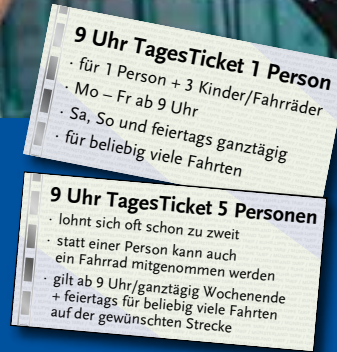 9 Uhr TagesTicket 1 Person
· für 1 Person + 3 Kinder/Fahrräder
· Mo – Fr ab 9 Uhr
· Sa, So und feiertags ganztägig
· für beliebig viele Fahrten
9 Uhr TagesTicket 5 Personen
· lohnt sich oft schon zu zweit
· statt einer Person kann auch
ein Fahrrad mitgenommen werden
· gilt ab 9 Uhr/ganztägig Wochenende
+ feiertags für beliebig viele Fahrten
auf der gewünschten Strecke